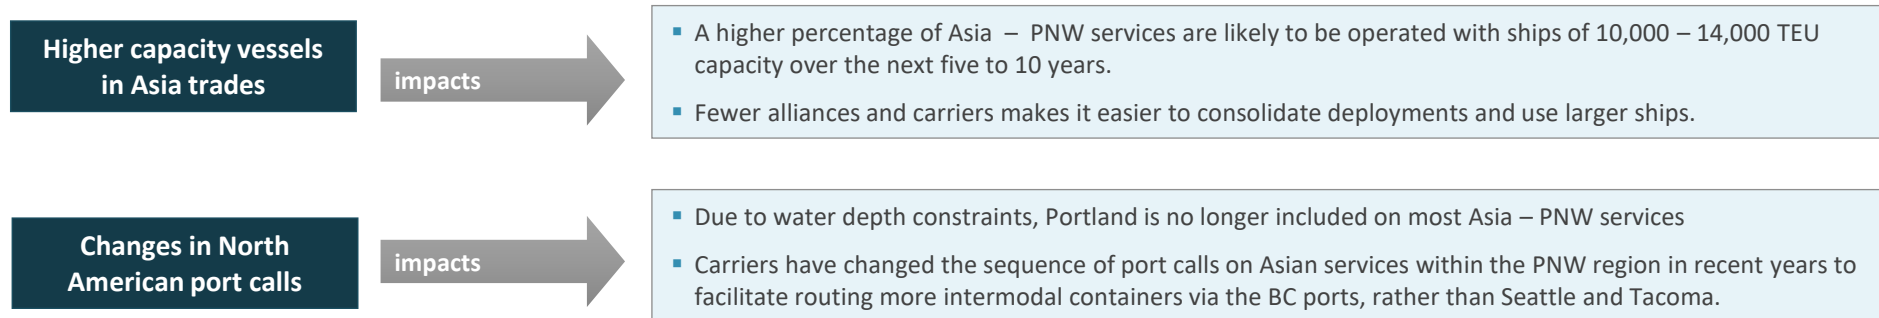 Higher capacity vessels
in Asia trades
impacts
▪ A higher percentage of Asia – PNW services are likely to be operated with ships of 10,000 – 14,000 TEU
capacity over the next five to 10 years.
▪ Fewer alliances and carriers makes it easier to consolidate deployments and use larger ships.
Changes in North
American port calls
impacts
▪ Due to water depth constraints, Portland is no longer included on most Asia – PNW services
▪ Carriers have changed the sequence of port calls on Asian services within the PNW region in recent years to
facilitate routing more intermodal containers via the BC ports, rather than Seattle and Tacoma.